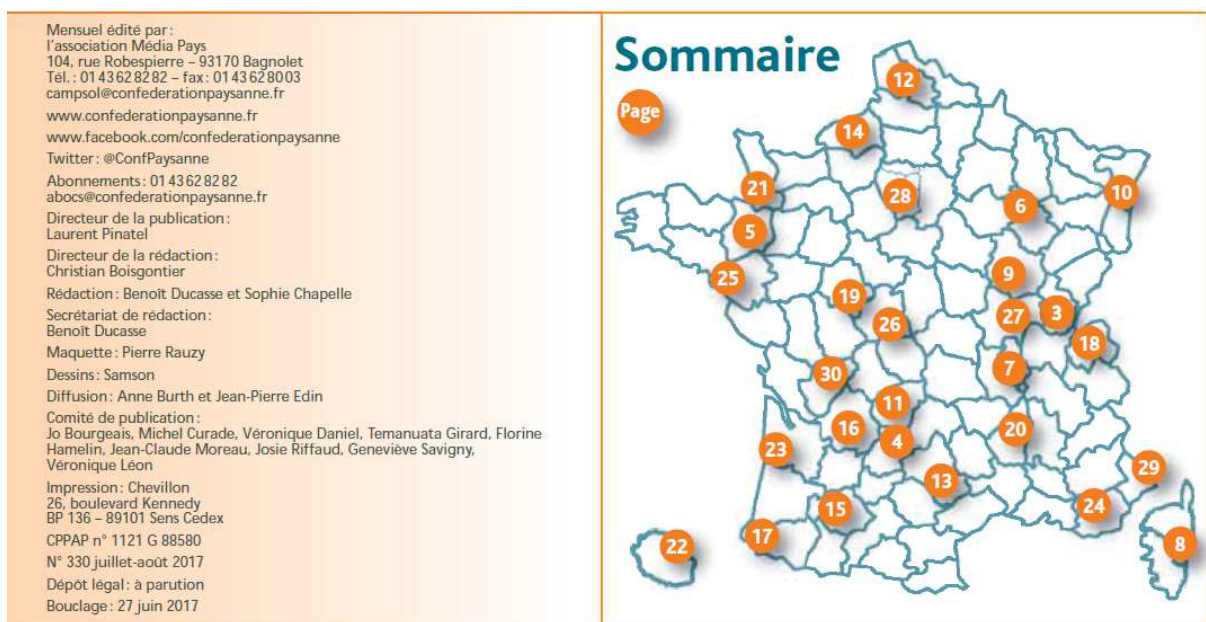 Mensuel édité par :
l'association Média Pays
104, rue Robespierre – 93170 Bagnolet
Tél. : 01 43 62 82 82 – fax : 01 43 62 80 03
campsol@confederationpaysanne.fr
www.confederationpaysanne.fr
www.facebook.com/confederationpaysanne
Twitter : @ConfPaysanne
Abonnements : 01 43 62 82 82
abocs@confederationpaysanne.fr
Directeur de la publication :
Laurent Pinatel
Directeur de la rédaction :
Christian Boisgontier
Rédaction : Benoît Ducasse et Sophie Chapelle
Secrétariat de rédaction :
Benoît Ducasse
Maquette : Pierre Rauzy
Dessins : Samson
Diffusion : Anne Burth et Jean-Pierre Edin
Comité de publication :
Jo Bourgeais, Michel Curade, Véronique Daniel, Temanuata Girard, Florine
Hamelin, Jean-Claude Moreau, Josie Riffaud, Geneviève Savigny,
Véronique Léon
Impression : Chevillon
26, boulevard Kennedy
BP 136 – 89101 Sens Cedex
CPPAP n° 1121 G 88580
N° 330 juillet-août 2017
Dépôt légal : à parution
Bouclage : 27 juin 2017
Sommaire
Page
12
14
21
28
6
10
5
25
9
19
27
3
26
18
30
7
11
16
4
20
23
13
29
15
24
17
22
8